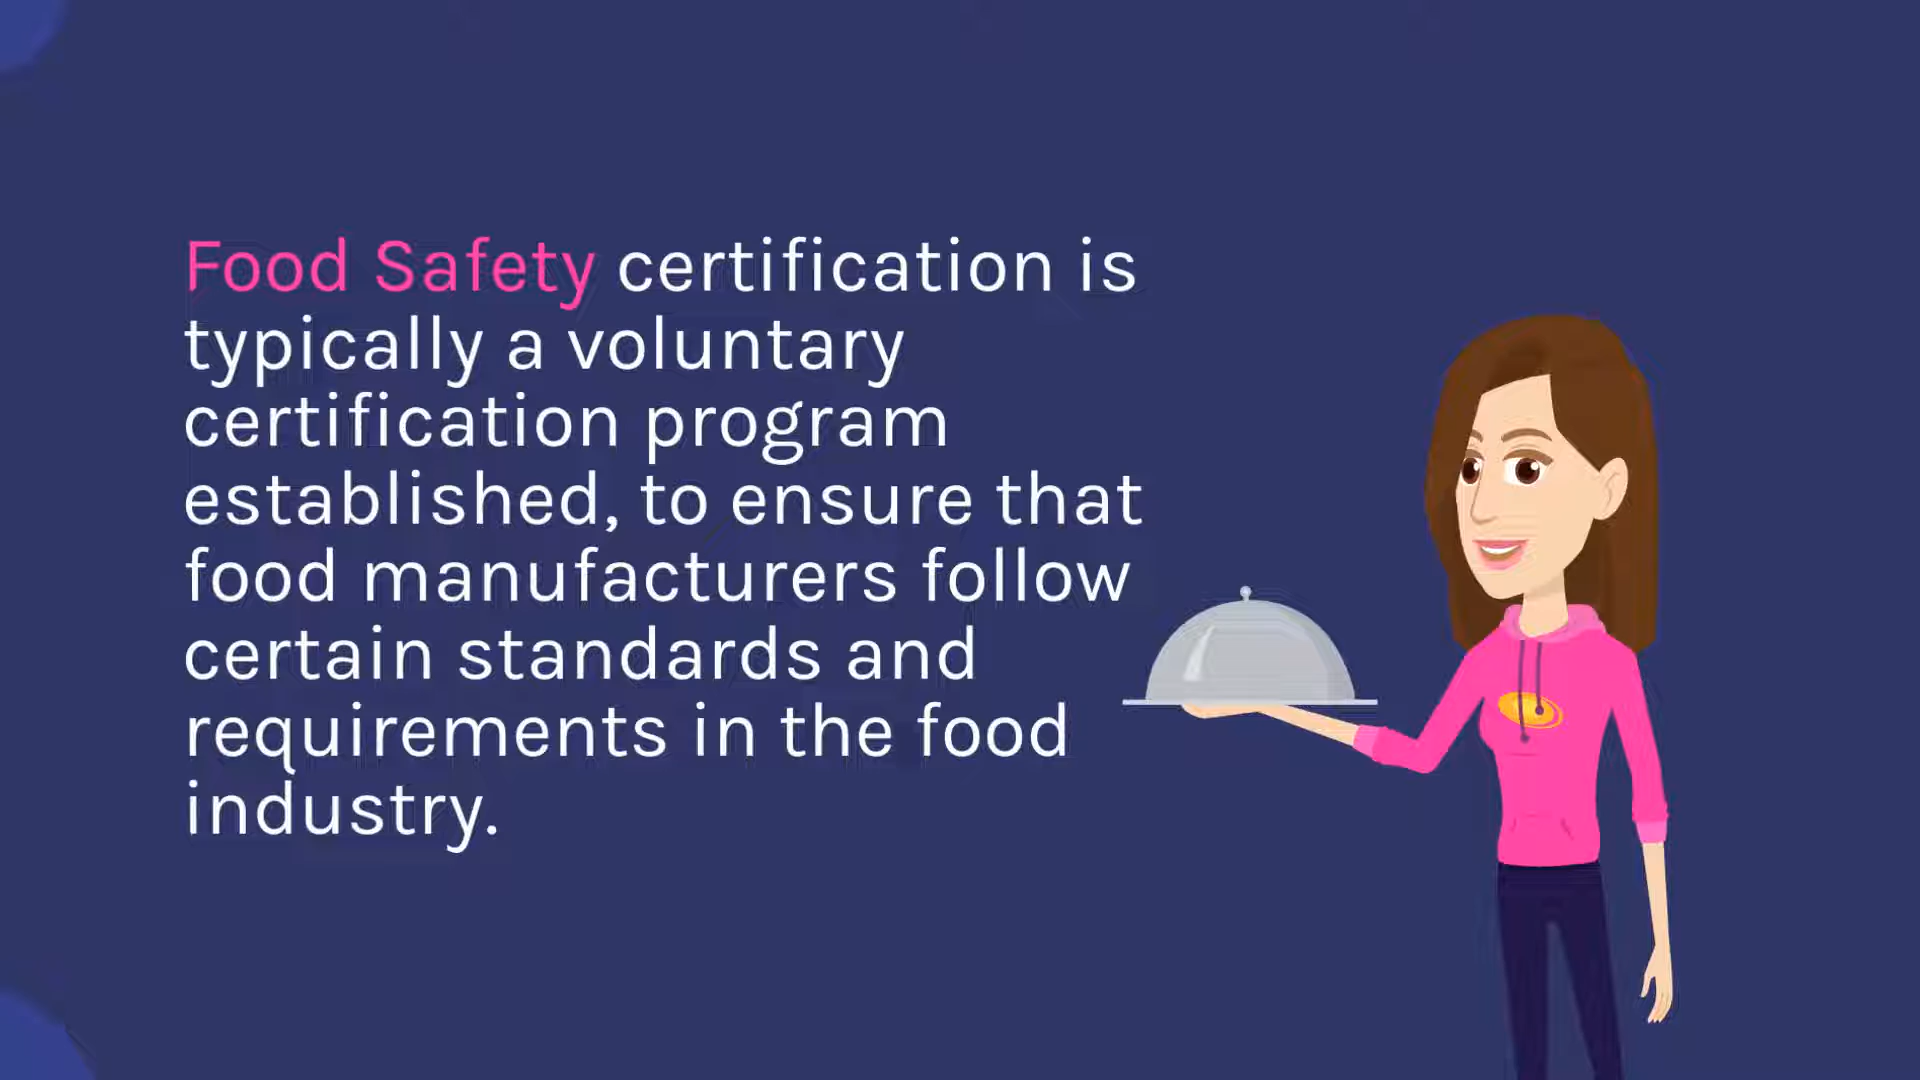 Food Safety certification is
typically a voluntary
certification program
established, to ensure that
food manufacturers follow
certain standards and
requirements in the food
industry.